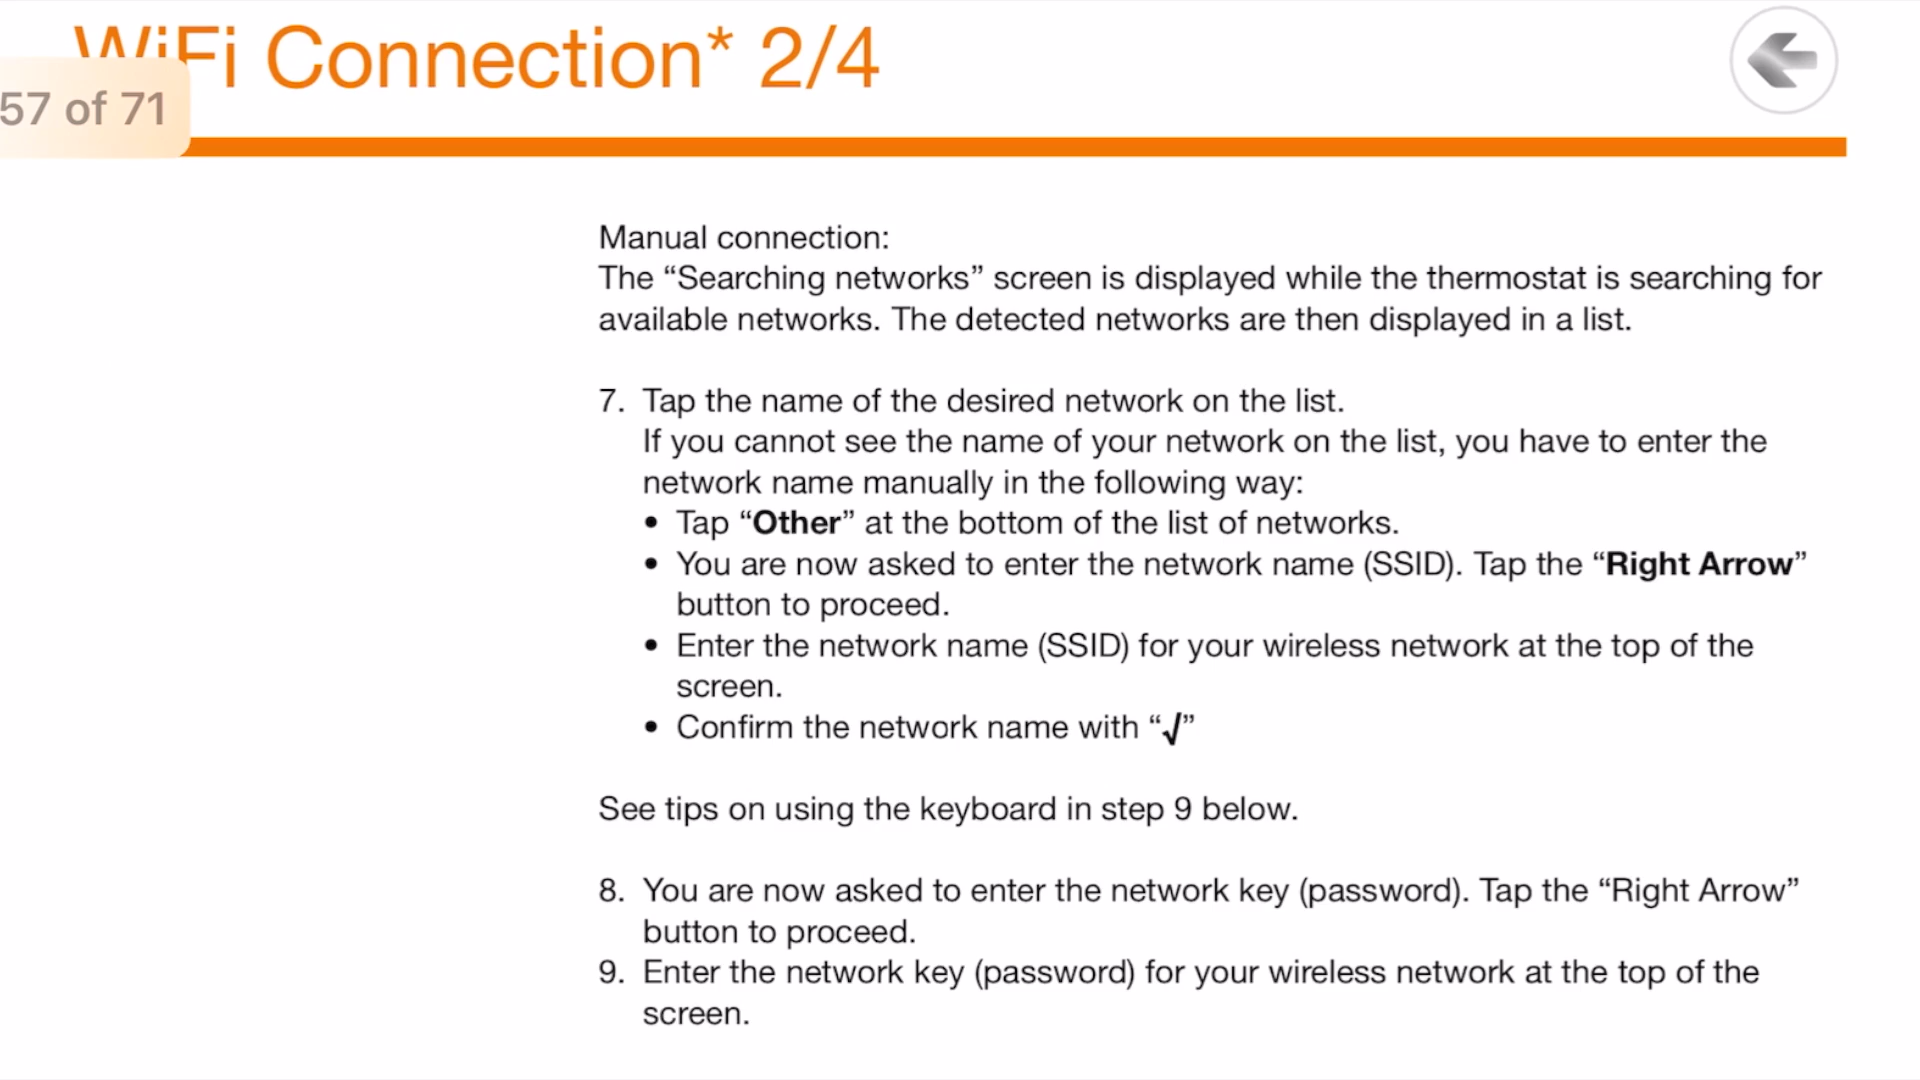 WiFi Connection* 2/4
57 of 71
Manual connection:
The “Searching networks” screen is displayed while the thermostat is searching for
available networks. The detected networks are then displayed in a list.
7. Tap the name of the desired network on the list.
If you cannot see the name of your network on the list, you have to enter the
network name manually in the following way:
• Tap “Other” at the bottom of the list of networks.
• You are now asked to enter the network name (SSID). Tap the “Right Arrow”
button to proceed.
• Enter the network name (SSID) for your wireless network at the top of the
screen.
• Confirm the network name with “√”
See tips on using the keyboard in step 9 below.
8. You are now asked to enter the network key (password). Tap the “Right Arrow”
button to proceed.
9. Enter the network key (password) for your wireless network at the top of the
screen.